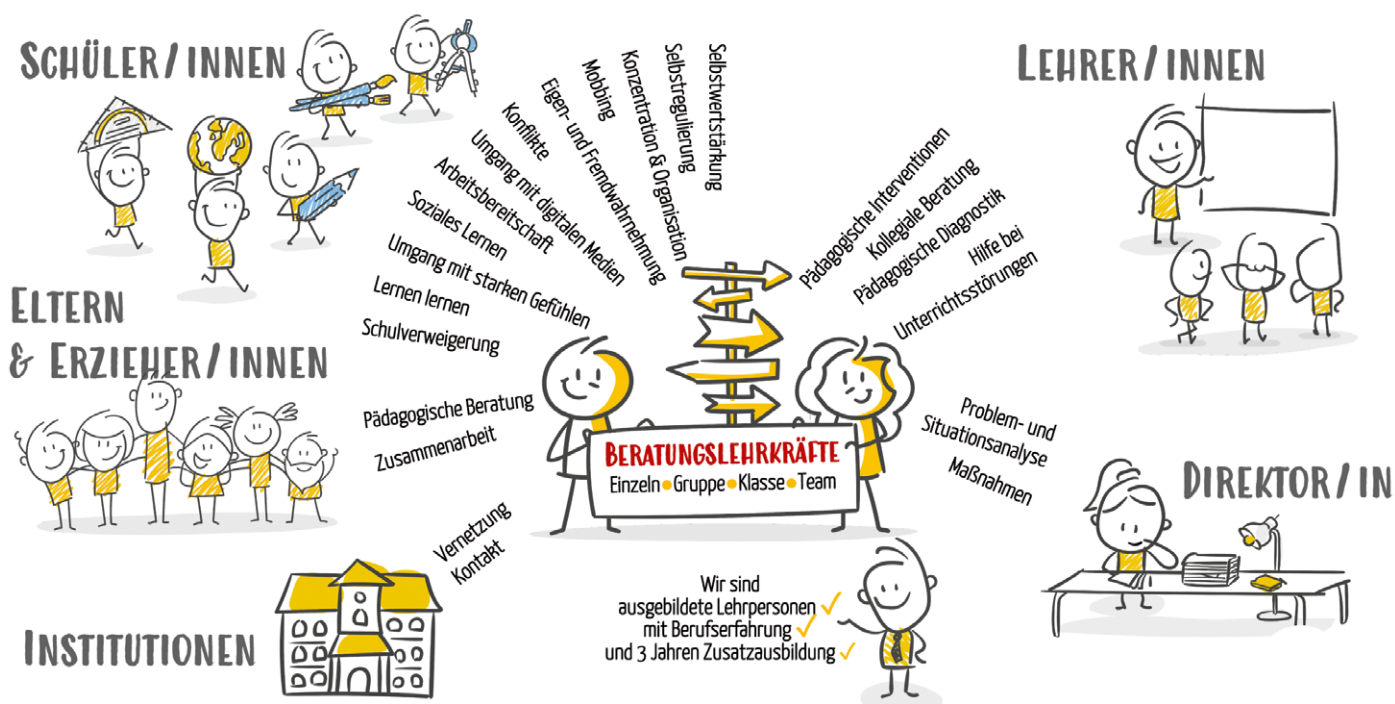 SCHÜLER/INNEN
Selbstwertstärkung
Selbstregulierung
Konzentration & Organisation
Mobbing
Eigen- und Fremdwahrnehmung
Konflikte
Umgang mit digitalen Medien
Arbeitsbereitschaft
Soziales Lernen
Umgang mit starken Gefühlen
Lernen lernen
Schulverweigerung
ELTERN
& ERZIEHER/INNEN
Pädagogische Beratung
Zusammenarbeit
INSTITUTIONEN
Vernetzung
Kontakt
LEHRER/INNEN
Pädagogische Interventionen
Kollegiale Beratung
Pädagogische Diagnostik
Hilfe bei
Unterrichtsstörungen
DIREKTOR/IN
Problem- und
Situationsanalyse
Maßnahmen
BERATUNGSLEHRKRÄFTE
Einzeln●Gruppe●Klasse●Team
Wir sind
ausgebildete Lehrpersonen ✓
mit Berufserfahrung ✓
und 3 Jahren Zusatzausbildung ✓